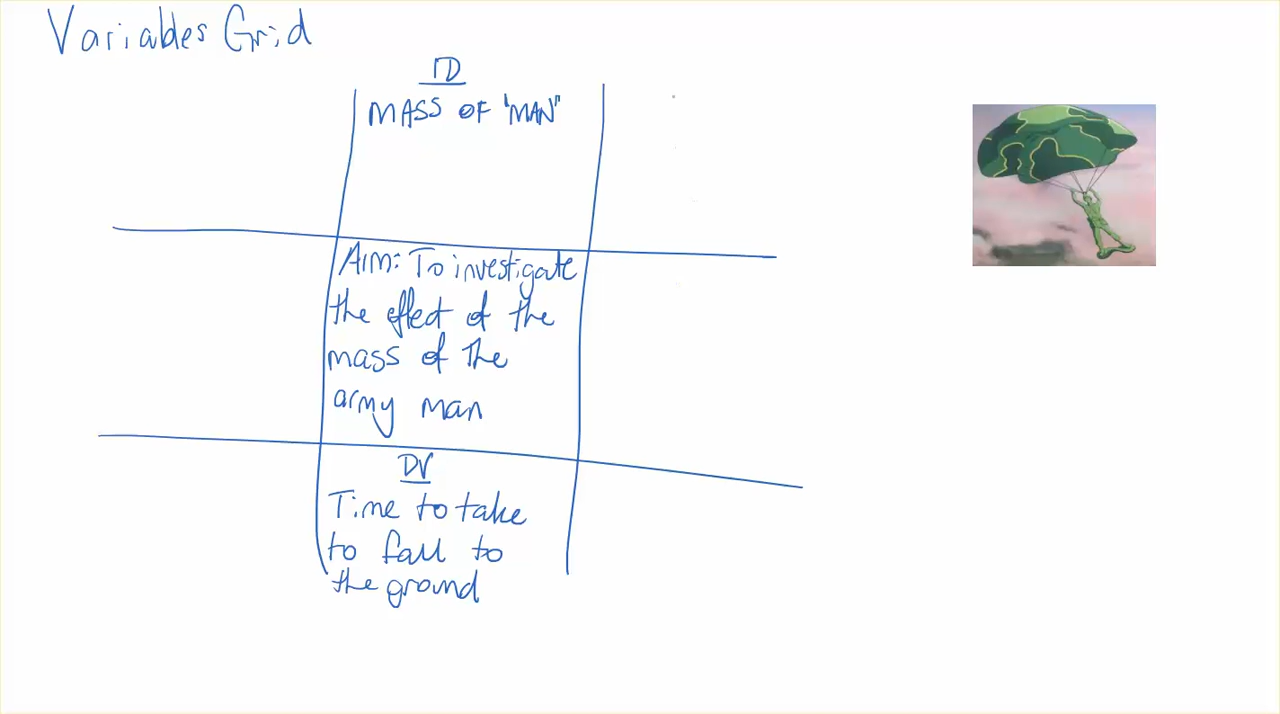 Variables Grid
ID
MASS OF "MAN"
AIM: To investigate
the effect of the
mass of the
army man
DV
Time to take
to fall to
the ground